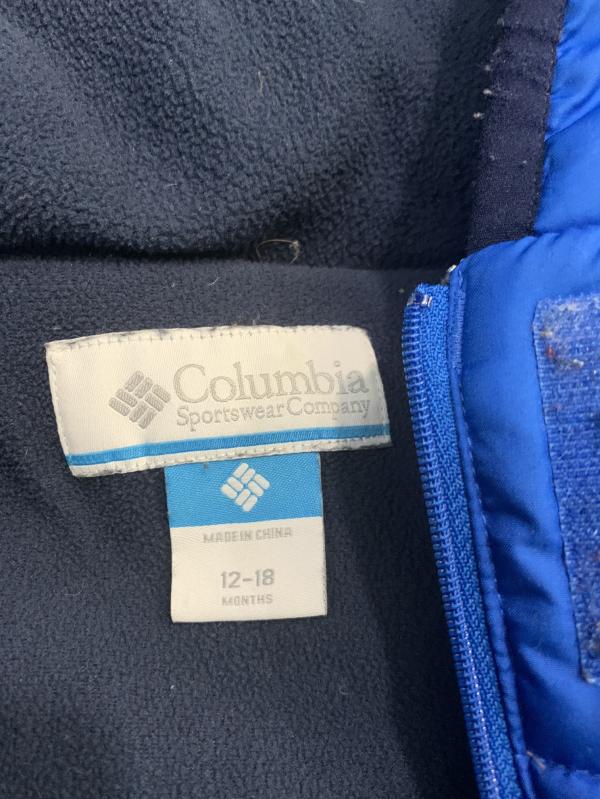 Columbia
Sportswear Company
MADE IN CHINA
12-18
MONTHS